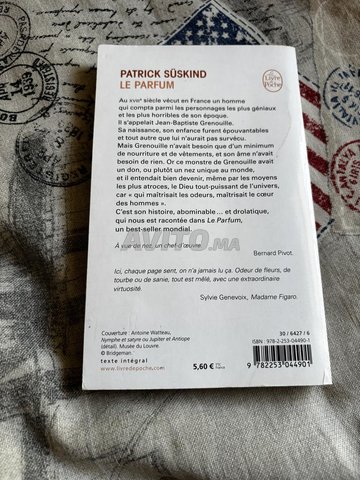 PATRICK SÜSKIND
LE PARFUM
Le Livre
de
Poche
Au XVIIIe siècle vécut en France un homme
qui compta parmi les personnages les plus géniaux
et les plus horribles de son époque.
Il s'appelait Jean-Baptiste Grenouille.
Sa naissance, son enfance furent épouvantables
et tout autre que lui n'aurait pas survécu.
Mais Grenouille n'avait besoin que d'un minimum
de nourriture et de vêtements, et son âme n'avait
besoin de rien. Or ce monstre de Grenouille avait
un don, ou plutôt un nez unique au monde,
et il entendait bien devenir, même par les moyens
les plus atroces, le Dieu tout-puissant de l'univers,
car « qui maîtrisait les odeurs, maîtrisait le cœur
des hommes ».
C'est son histoire, abominable... et drolatique,
qui nous est racontée dans Le Parfum,
un best-seller mondial.
AVITO.ma
À vue de nez, un chef-d'œuvre.
Bernard Pivot.
Ici, chaque page sent, on n'a jamais lu ça. Odeur de fleurs, de
tourbe ou de sanie, tout est mêlé, avec une extraordinaire
virtuosité.
Sylvie Genevoix, Madame Figaro.
Couverture : Antoine Watteau,
Nymphe et satyre ou Jupiter et Antiope
(détail). Musée du Louvre.
© Bridgeman.
texte intégral
www.livredepoche.com
5,60 €
30 / 6427 / 6
ISBN : 978-2-253-04490-1
9 782253 044901
PASSA
1993